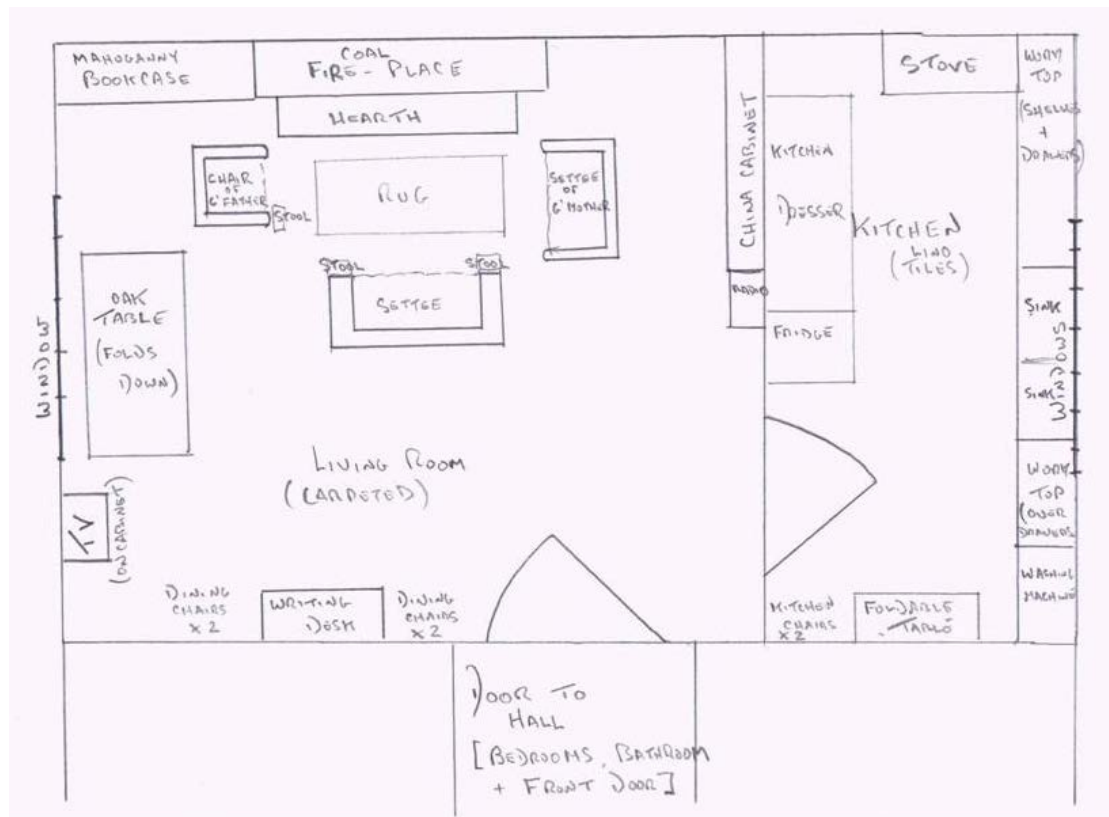 MAHOGANNY
BOOKCASE
COAL
FIRE-PLACE
HEARTH
CHAIR
OF
G'FATHER
STOOL
RUG
SETTEE
OF
G'MOTHER
STOOL
STOOL
SETTEE
CHINA CABINET
RADIO
OAK
TABLE
(FOLDS
DOWN)
WINDOW
LIVING ROOM
(CARPETED)
TV
(ON CABINET)
DINING
CHAIRS
x 2
WRITING
DESK
DINING
CHAIRS
x 2
STOVE
WORK
TOP
(SHELVES
+
DRAWERS)
KITCHEN
DRESSER
KITCHEN
(LINO
TILES)
FRIDGE
SINK
SINK
WINDOWS
WORK
TOP
(OVER
DRAWERS
WASHING
MACHINE
KITCHEN
CHAIRS
x2
FOLDABLE
TABLE
DOOR TO
HALL
[BEDROOMS, BATHROOM
+ FRONT DOOR]